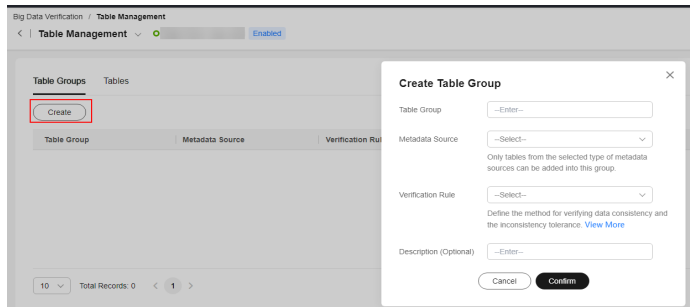 Big Data Verification / Table Management
Table Management
Enabled
Table Groups Tables
Create
Table Group Metadata Source Verification Rul
10 Total Records: 0 1
Create Table Group
Table Group --Enter--
Metadata Source --Select--
Only tables from the selected type of metadata
sources can be added into this group.
Verification Rule --Select--
Define the method for verifying data consistency and
the inconsistency tolerance. View More
Description (Optional) --Enter--
Cancel Confirm